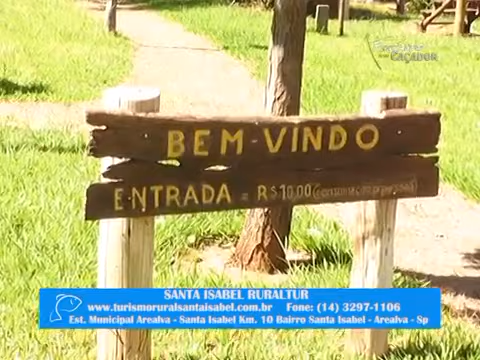 Caçaboa
BEM - VINDO
ENTRADA = R$10,00
SANTA ISABEL RURALTUR
www.turismoruralsantaisabel.com.br - Fone: (14) 3297-1106
Est. Municipal Arealva - Santa Isabel Km. 10 Bairro Santa Isabel - Arealva - Sp